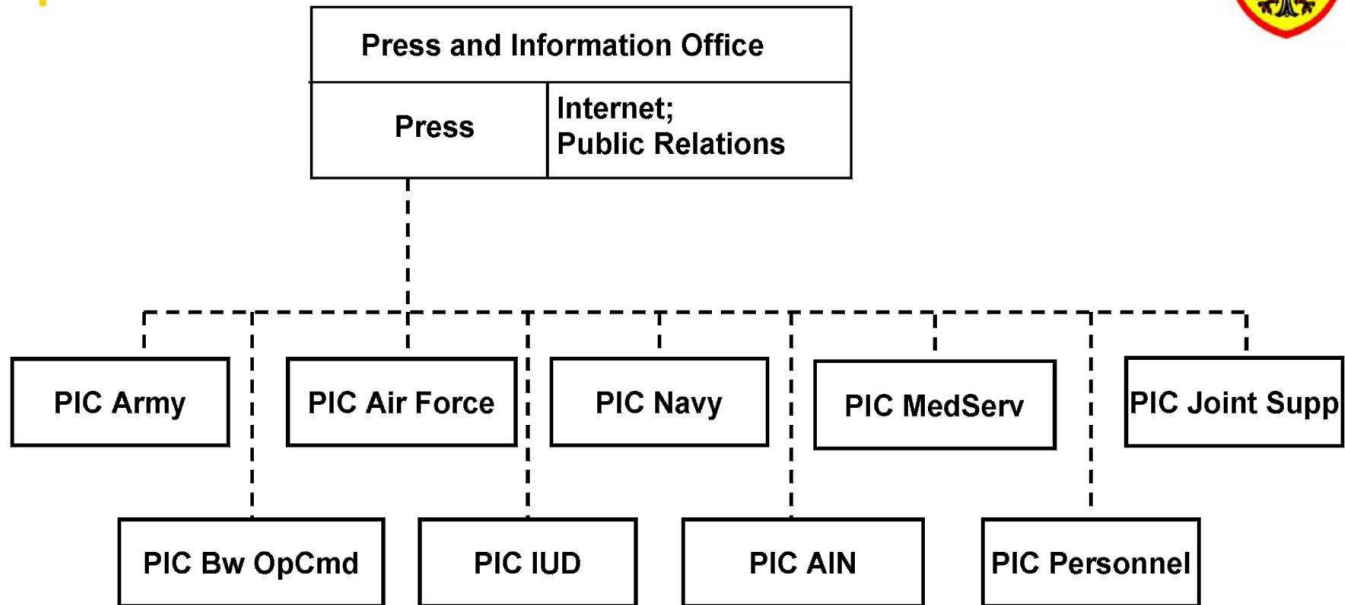 Press and Information Office
Press
Internet;
Public Relations
PIC Army
PIC Air Force
PIC Navy
PIC MedServ
PIC Joint Supp
PIC Bw OpCmd
PIC IUD
PIC AIN
PIC Personnel